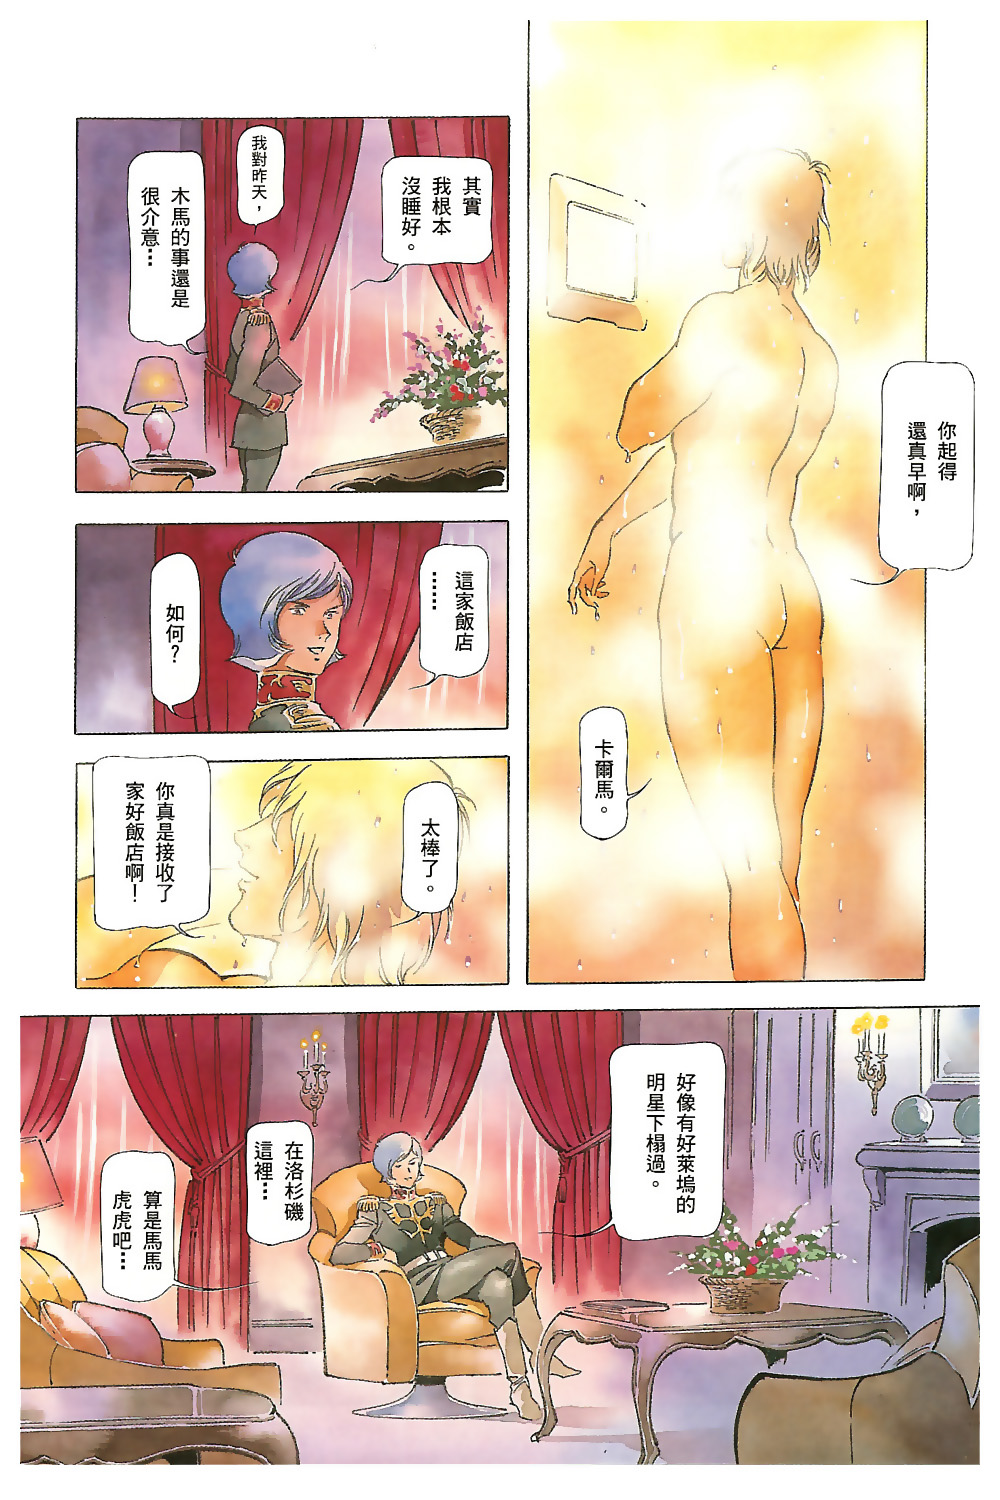 你起得
還真早啊，
卡爾馬。
其實
我根本
沒睡好。
我對昨天，
木馬的事還是
很介意⋯
這家飯店
⋯⋯
如何？
太棒了。
你真是接收了
家好飯店啊！
好像有好萊塢的
明星下榻過。
在洛杉磯
這裡⋯
算是馬馬
虎虎吧⋯